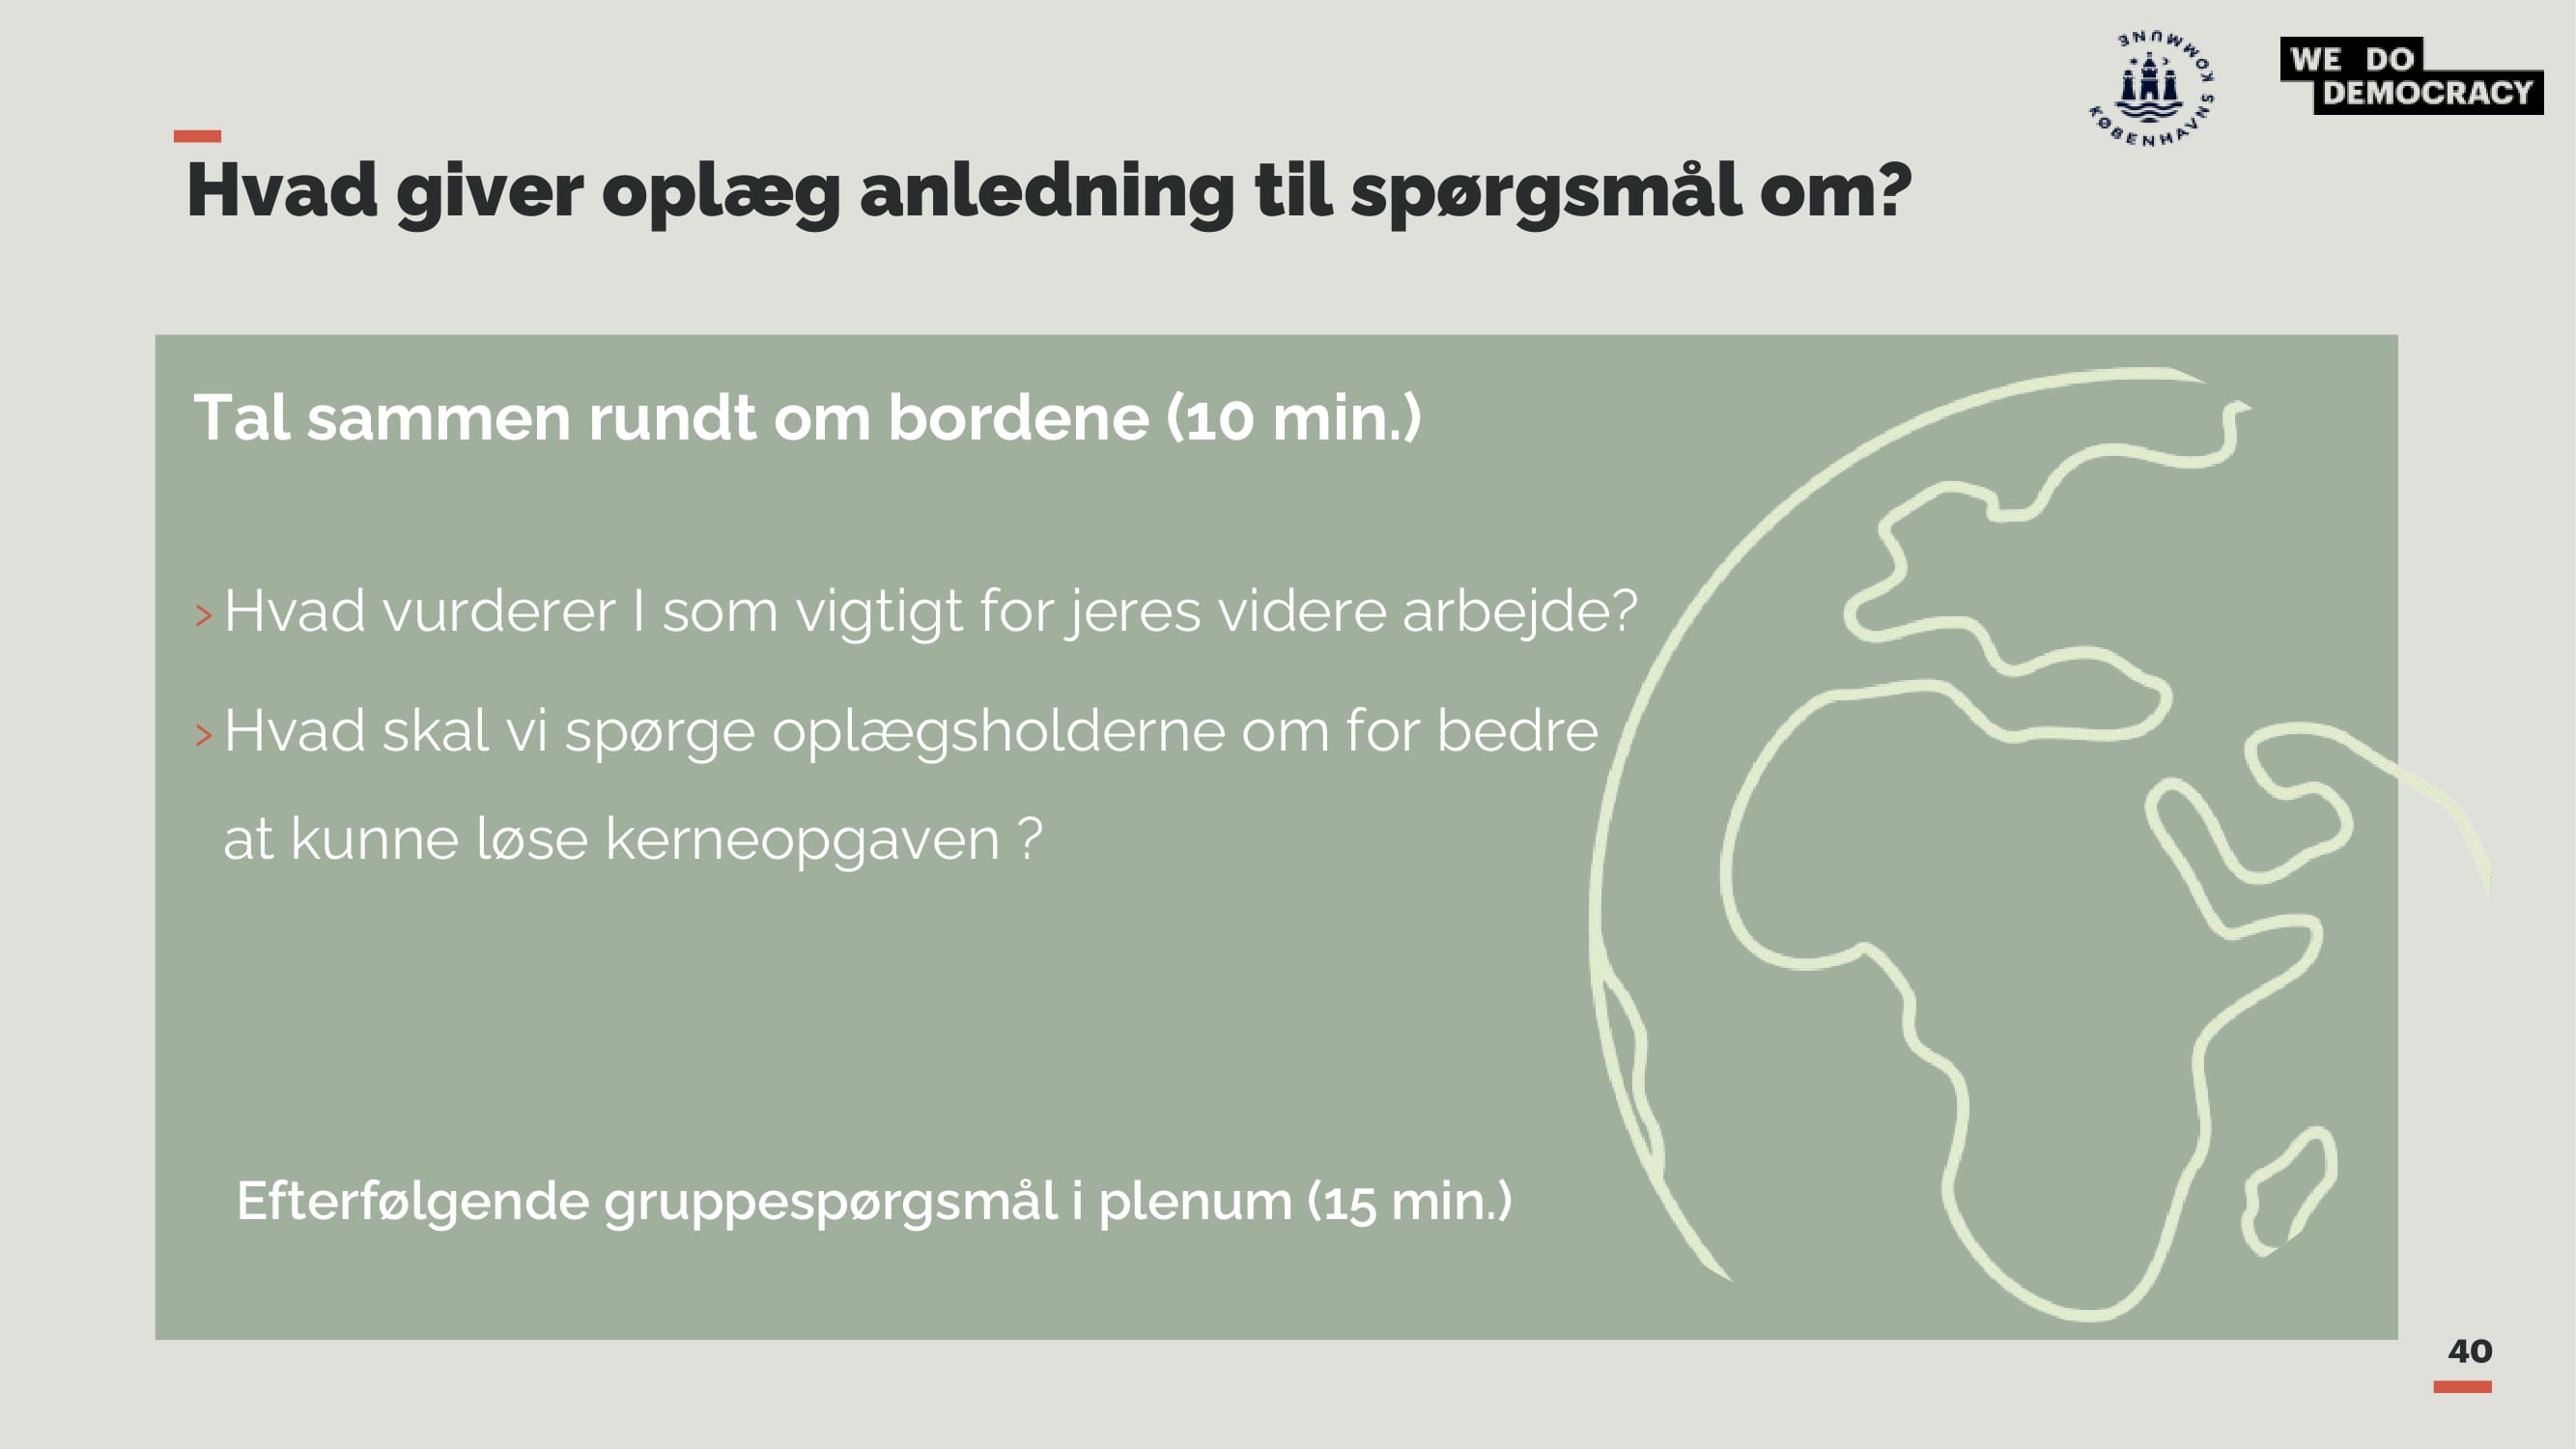 KØBENHAVNS KOMMUNE
WE DO
DEMOCRACY
Hvad giver oplæg anledning til spørgsmål om?
Tal sammen rundt om bordene (10 min.)
> Hvad vurderer I som vigtigt for jeres videre arbejde?
> Hvad skal vi spørge oplægsholderne om for bedre
at kunne løse kerneopgaven ?
Efterfølgende gruppespørgsmål i plenum (15 min.)
40